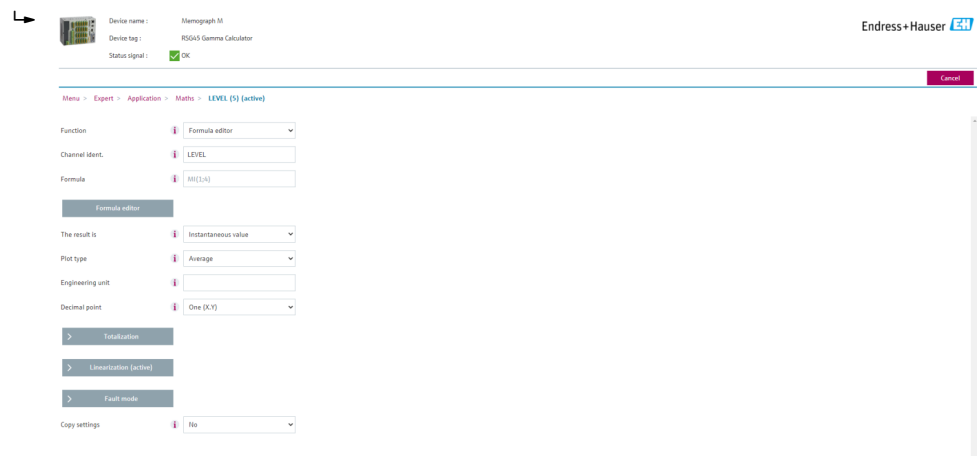 Device name : Memograph M
Device tag : RSG45 Gamma Calculator
Status signal : OK
Endress+Hauser EH
Cancel
Menu > Expert > Application > Maths > LEVEL (5) (active)
Function i Formula editor
Channel ident. i LEVEL
Formula i MI(1;4)
Formula editor
The result is i Instantaneous value
Plot type i Average
Engineering unit i
Decimal point i One (X.Y)
> Totalization
> Linearization (active)
> Fault mode
Copy settings i No